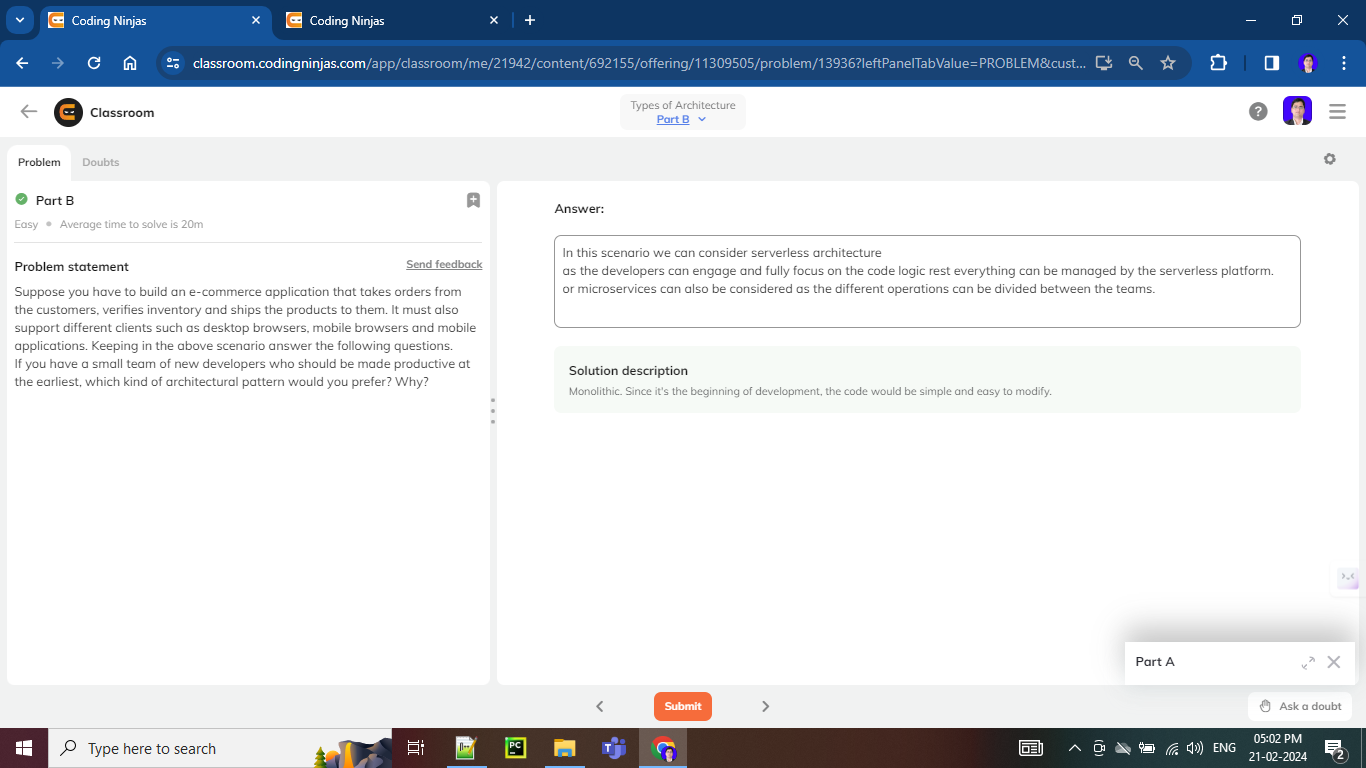 Coding Ninjas
Coding Ninjas
classroom.codingninjas.com/app/classroom/me/21942/content/692155/offering/11309505/problem/13936?leftPanelTabValue=PROBLEM&cust...
Classroom
Types of Architecture
Part B
Problem
Doubts
Part B
Easy
Average time to solve is 20m
Problem statement
Send feedback
Suppose you have to build an e-commerce application that takes orders from
the customers, verifies inventory and ships the products to them. It must also
support different clients such as desktop browsers, mobile browsers and mobile
applications. Keeping in the above scenario answer the following questions.
If you have a small team of new developers who should be made productive at
the earliest, which kind of architectural pattern would you prefer? Why?
Answer:
In this scenario we can consider serverless architecture
as the developers can engage and fully focus on the code logic rest everything can be managed by the serverless platform.
or microservices can also be considered as the different operations can be divided between the teams.
Solution description
Monolithic. Since it's the beginning of development, the code would be simple and easy to modify.
Part A
Submit
Ask a doubt
Type here to search
PC
ENG
05:02 PM
21-02-2024
2